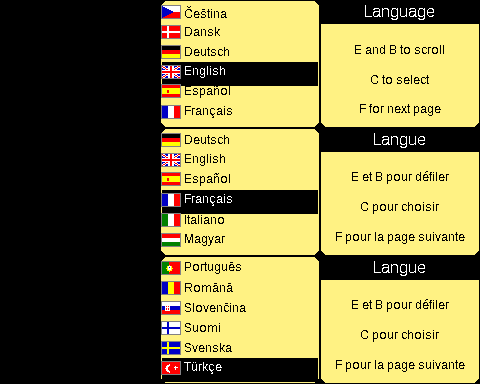 Čeština
Dansk
Deutsch
English
Español
Français
Language
E and B to scroll
C to select
F for next page
Deutsch
English
Español
Français
Italiano
Magyar
Langue
E et B pour défiler
C pour choisir
F pour la page suivante
Português
Română
Slovenčina
Suomi
Svenska
Türkçe
Langue
E et B pour défiler
C pour choisir
F pour la page suivante